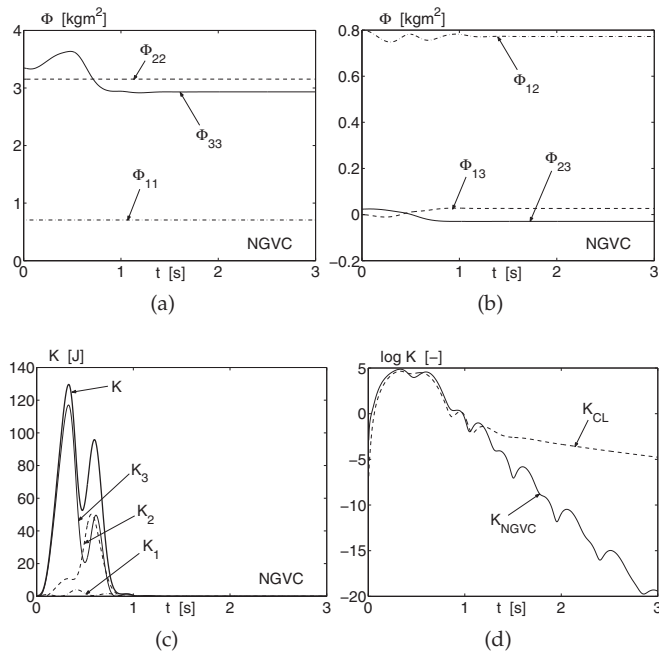 Φ [kgm²]
4
3
2
1
0
Φ₂₂
Φ₃₃
Φ₁₁
NGVC
0
1
2
3
t [s]
(a)
Φ [kgm²]
0.8
0.6
0.4
0.2
0
−0.2
Φ₁₂
Φ₁₃
Φ₂₃
NGVC
0
1
2
3
t [s]
(b)
K [J]
140
120
100
80
60
40
20
0
K
K₃
K₂
K₁
NGVC
0
1
2
3
t [s]
(c)
log K [-]
5
0
−5
−10
−15
−20
K_CL
K_NGVC
0
1
2
3
t [s]
(d)